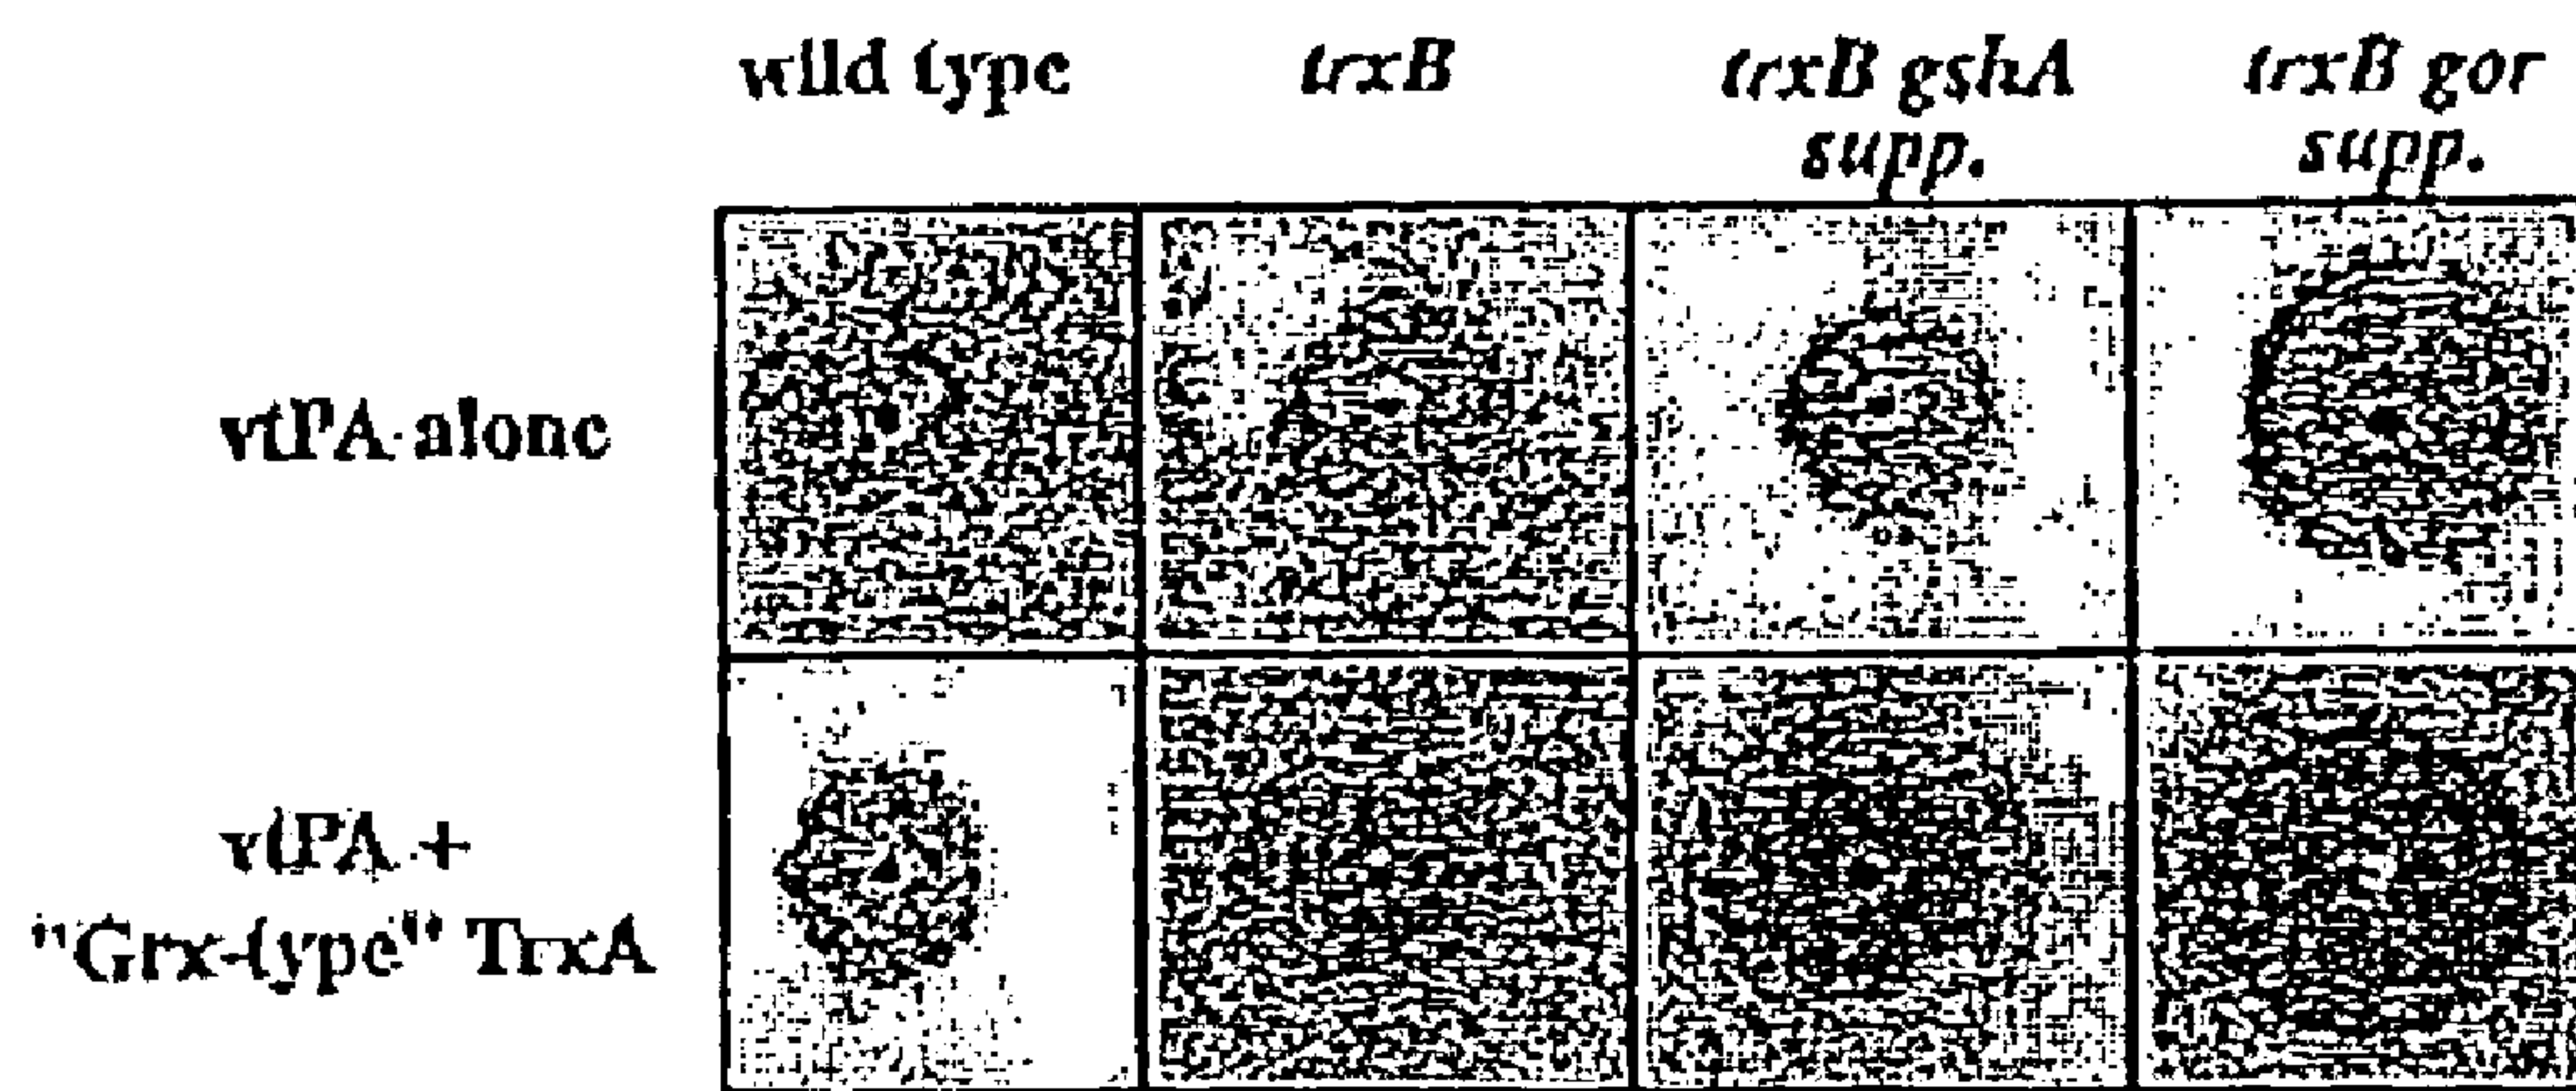 wild type
trxB
trxB gshA
supp.
trxB gor
supp.
vtPA alone
vtPA +
"Grx-type" TrxA